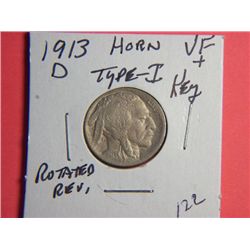 1913 HORN VF
D TYPE-I +
Key
ROTATED
REV.
122